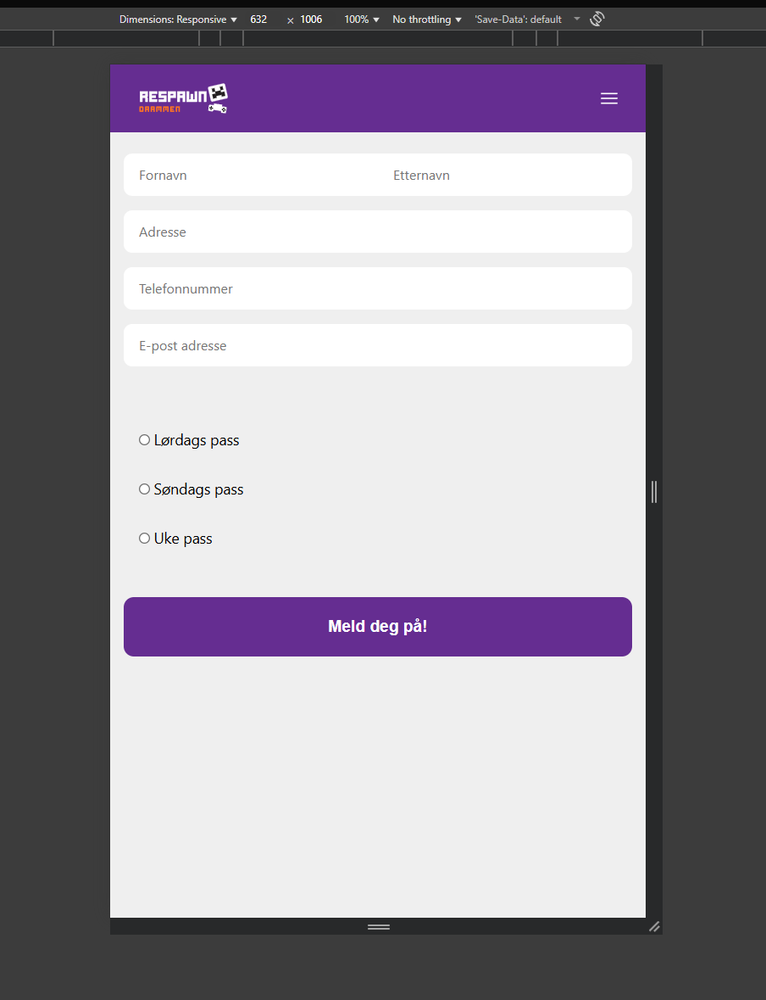 Dimensions: Responsive 632 × 1006 100% No throttling 'Save-Data': default
RESPAWN
DRAMMEN
Fornavn Etternavn
Adresse
Telefonnummer
E-post adresse
Lørdags pass
Søndags pass
Uke pass
Meld deg på!